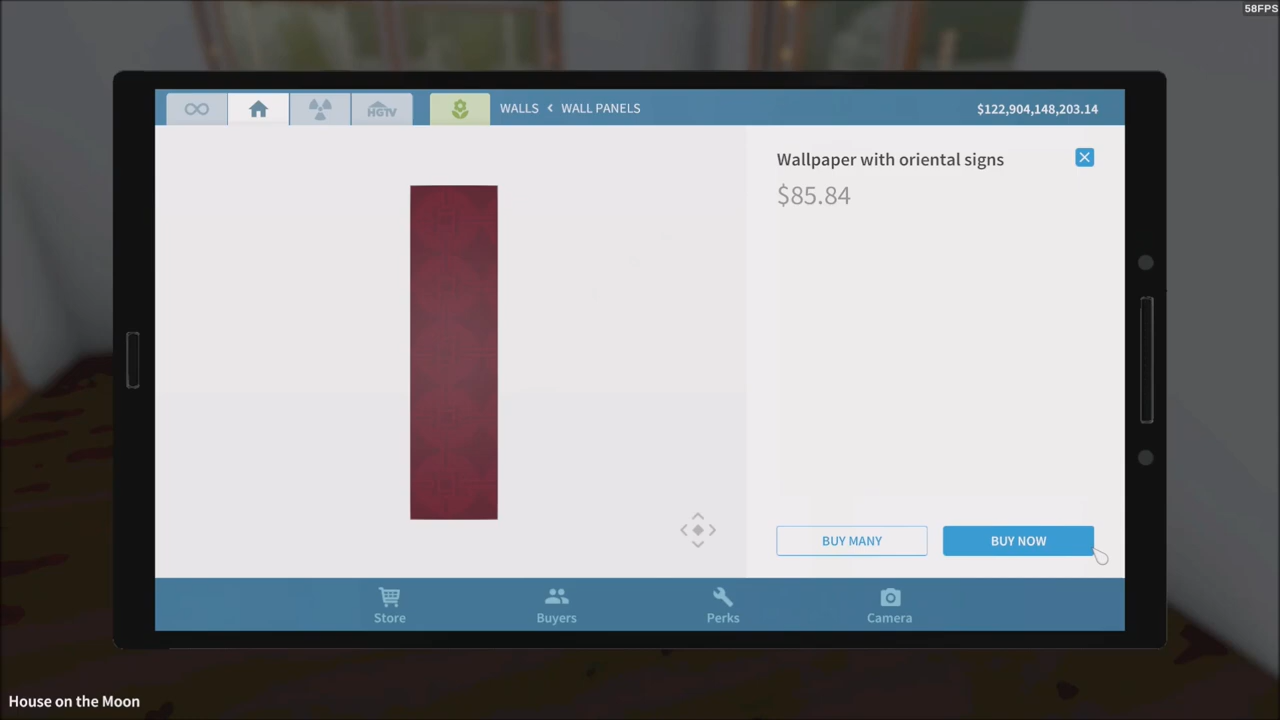 58FPS
HGTV
WALLS < WALL PANELS
$122,904,148,203.14
Wallpaper with oriental signs
$85.84
BUY MANY
BUY NOW
Store
Buyers
Perks
Camera
House on the Moon